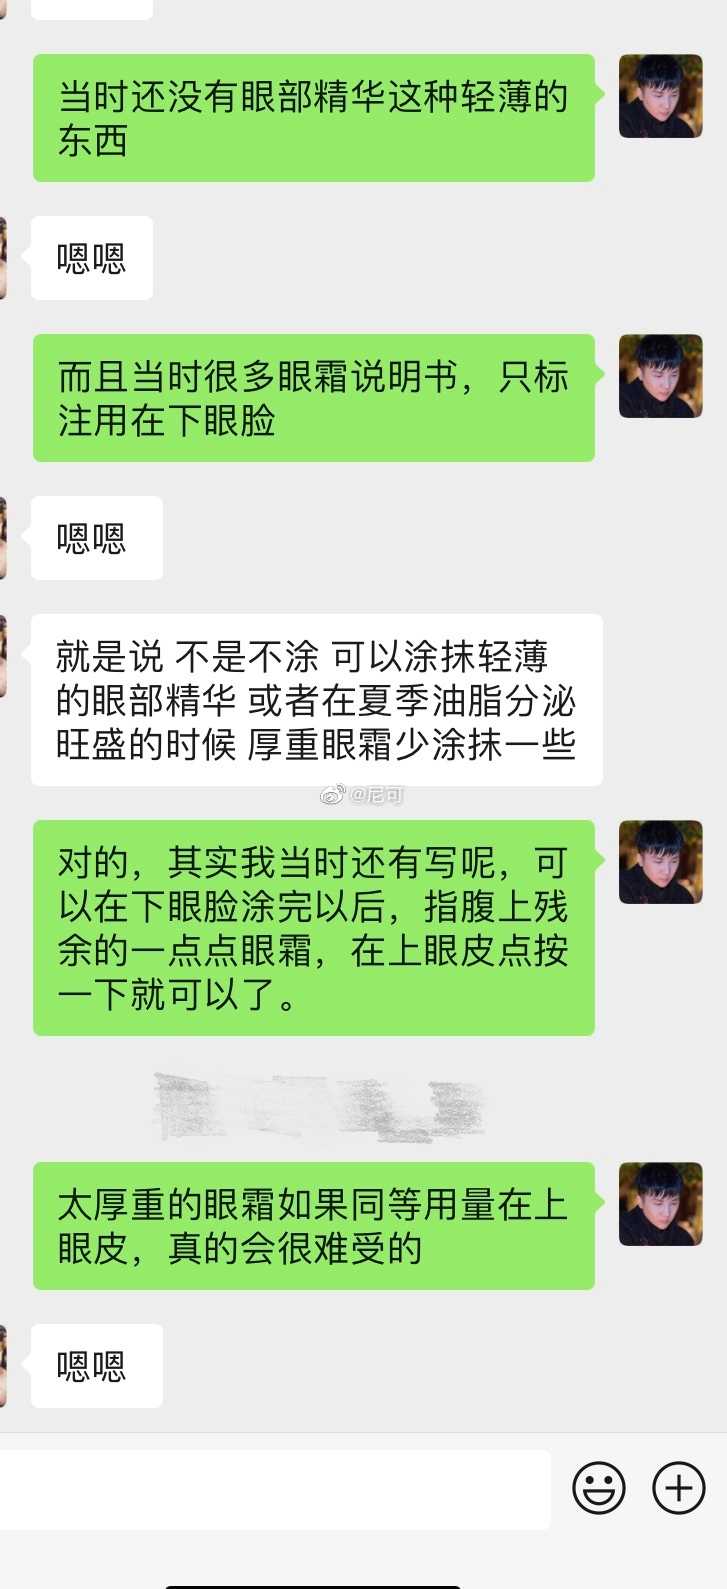 当时还没有眼部精华这种轻薄的
东西
嗯嗯
而且当时很多眼霜说明书，只标
注用在下眼脸
嗯嗯
就是说 不是不涂 可以涂抹轻薄
的眼部精华 或者在夏季油脂分泌
旺盛的时候 厚重眼霜少涂抹一些
@尼可
对的，其实我当时还有写呢，可
以在下眼脸涂完以后，指腹上残
余的一点点眼霜，在上眼皮点按
一下就可以了。
太厚重的眼霜如果同等用量在上
眼皮，真的会很难受的
嗯嗯